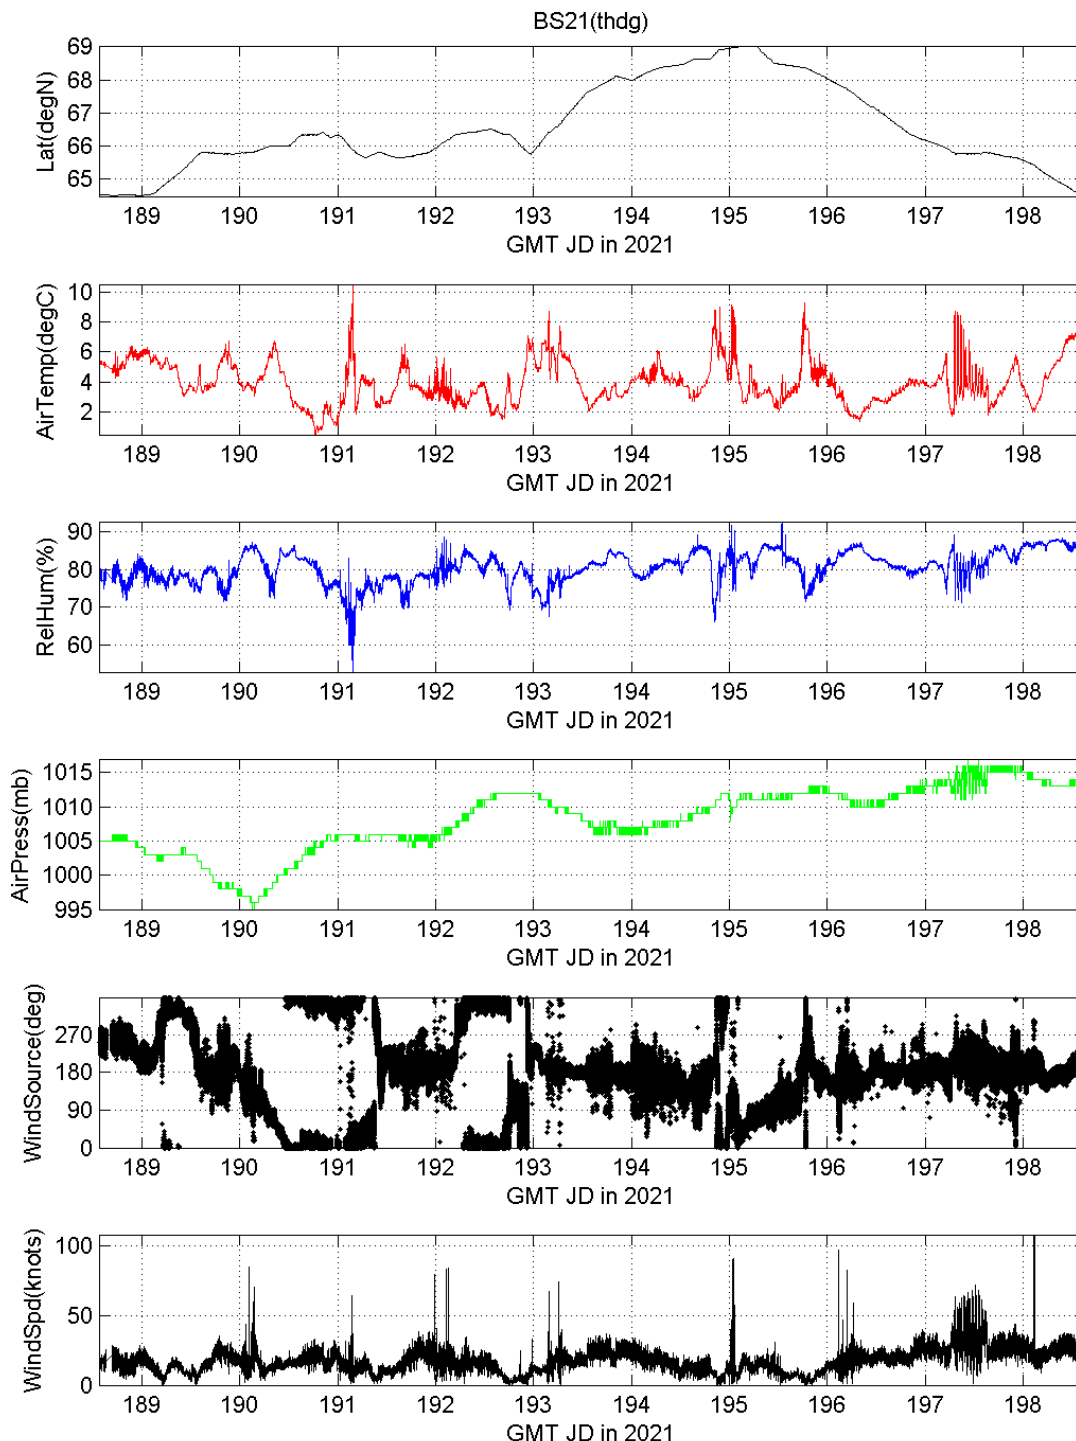 BS21(thdg)
Lat(degN)
69
68
67
66
65
189 190 191 192 193 194 195 196 197 198
GMT JD in 2021
AirTemp(degC)
10
8
6
4
2
189 190 191 192 193 194 195 196 197 198
GMT JD in 2021
RelHum(%)
90
80
70
60
189 190 191 192 193 194 195 196 197 198
GMT JD in 2021
AirPress(mb)
1015
1010
1005
1000
995
189 190 191 192 193 194 195 196 197 198
GMT JD in 2021
WindSource(deg)
270
180
90
0
189 190 191 192 193 194 195 196 197 198
GMT JD in 2021
WindSpd(knots)
100
50
0
189 190 191 192 193 194 195 196 197 198
GMT JD in 2021